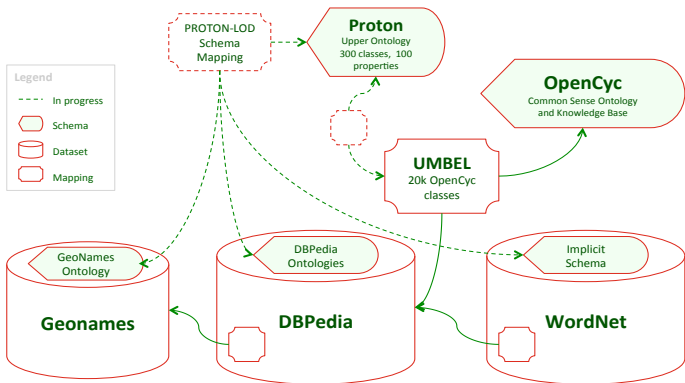 PROTON-LOD
Schema
Mapping
Proton
Upper Ontology
300 classes, 100
properties
Legend
In progress
Schema
Dataset
Mapping
OpenCyc
Common Sense Ontology
and Knowledge Base
UMBEL
20k OpenCyc
classes
GeoNames
Ontology
DBPedia
Ontologies
Implicit
Schema
Geonames
DBPedia
WordNet